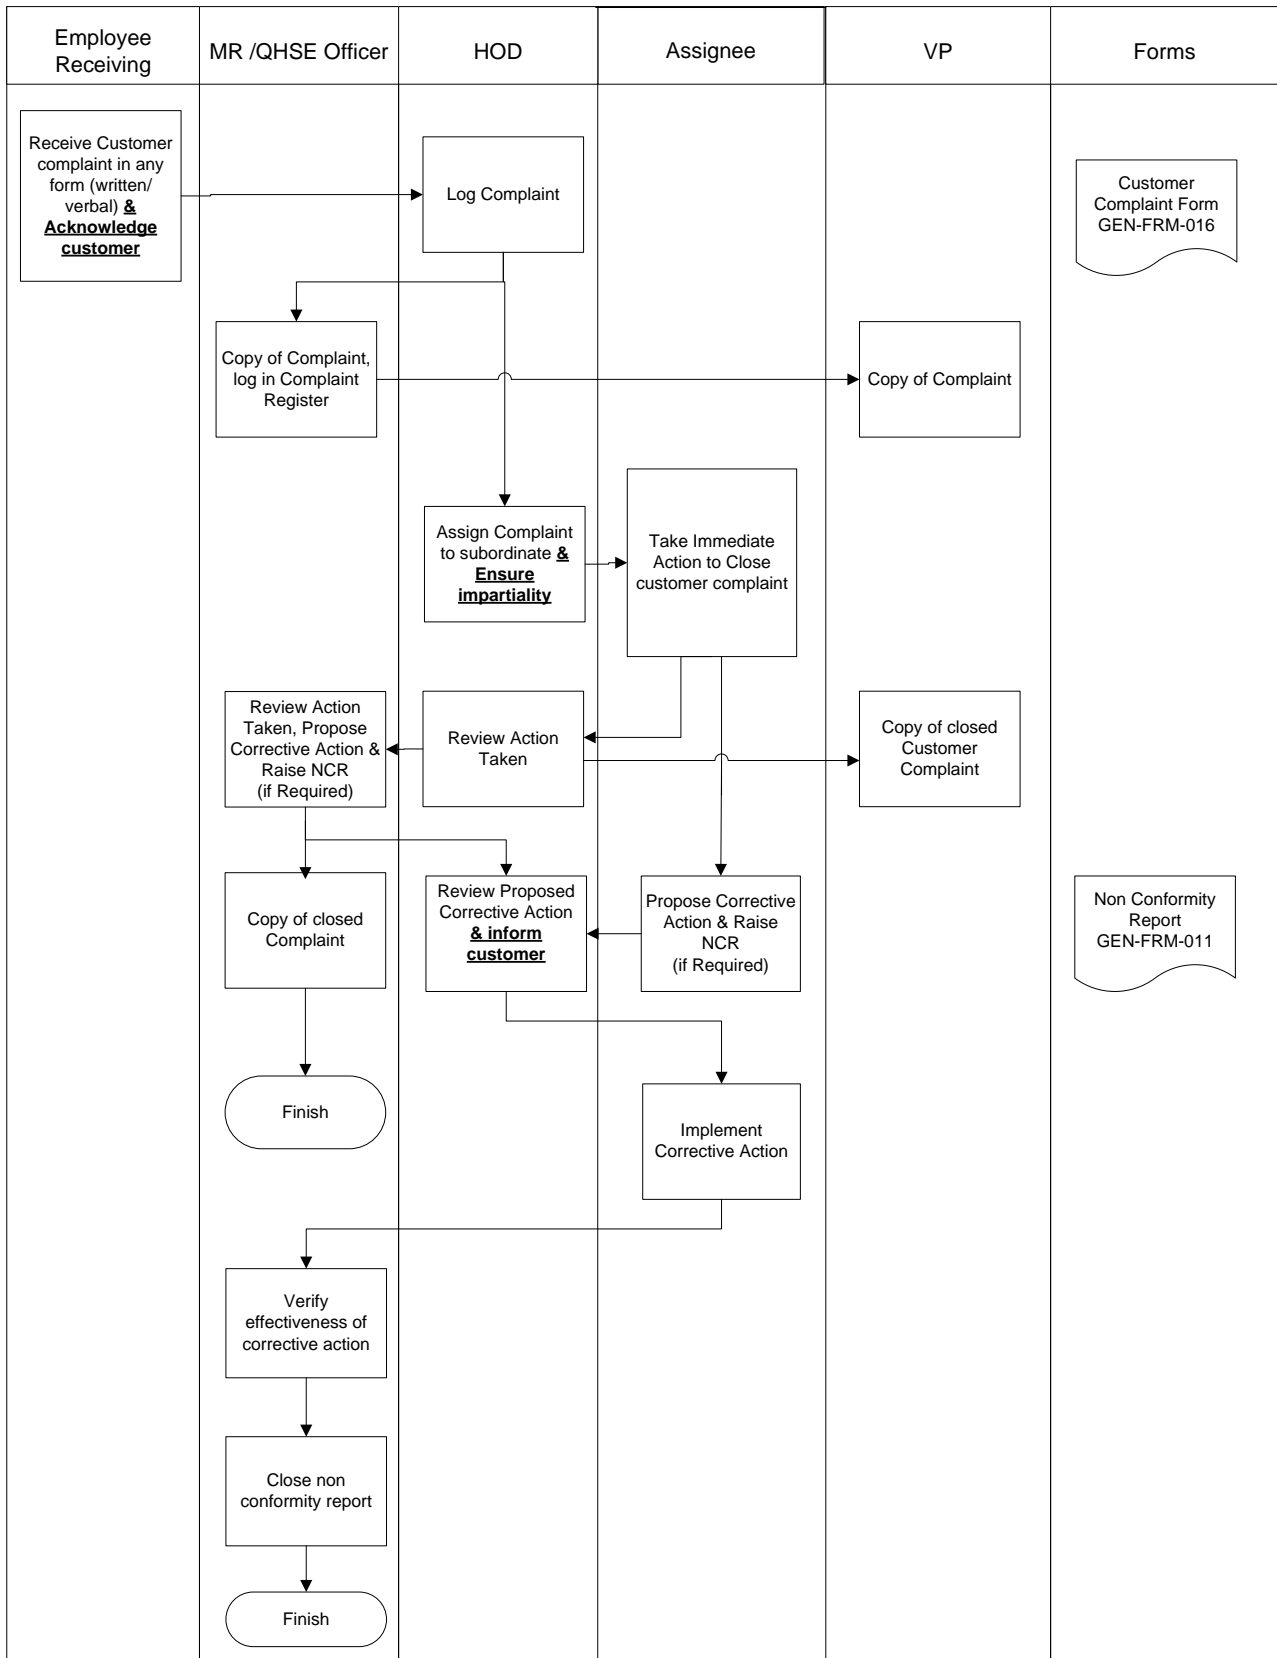 Employee
Receiving
MR /QHSE Officer
HOD
Assignee
VP
Forms
Receive Customer
complaint in any
form (written/
verbal) &
Acknowledge
customer
Log Complaint
Customer
Complaint Form
GEN-FRM-016
Copy of Complaint,
log in Complaint
Register
Copy of Complaint
Assign Complaint
to subordinate &
Ensure
impartiality
Take Immediate
Action to Close
customer complaint
Review Action
Taken, Propose
Corrective Action &
Raise NCR
(if Required)
Review Action
Taken
Copy of closed
Customer
Complaint
Copy of closed
Complaint
Review Proposed
Corrective Action
& inform
customer
Propose Corrective
Action & Raise
NCR
(if Required)
Non Conformity
Report
GEN-FRM-011
Finish
Implement
Corrective Action
Verify
effectiveness of
corrective action
Close non
conformity report
Finish